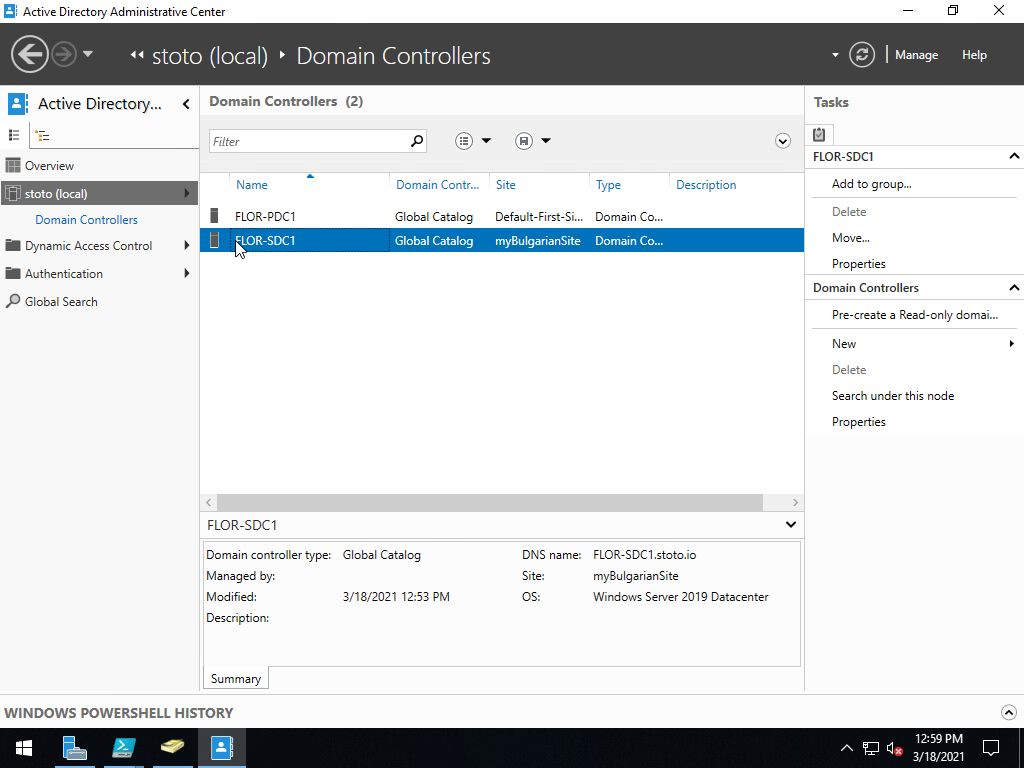 Active Directory Administrative Center
stoto (local) Domain Controllers
Manage Help
Active Directory...
Overview
stoto (local)
Domain Controllers
Dynamic Access Control
Authentication
Global Search
Domain Controllers (2)
Filter
Name Domain Contr... Site Type Description
FLOR-PDC1 Global Catalog Default-First-Si... Domain Co...
FLOR-SDC1 Global Catalog myBulgarianSite Domain Co...
FLOR-SDC1
Domain controller type: Global Catalog DNS name: FLOR-SDC1.stoto.io
Managed by: Site: myBulgarianSite
Modified: 3/18/2021 12:53 PM OS: Windows Server 2019 Datacenter
Description:
Summary
Tasks
FLOR-SDC1
Add to group...
Delete
Move...
Properties
Domain Controllers
Pre-create a Read-only domai...
New
Delete
Search under this node
Properties
WINDOWS POWERSHELL HISTORY
12:59 PM
3/18/2021